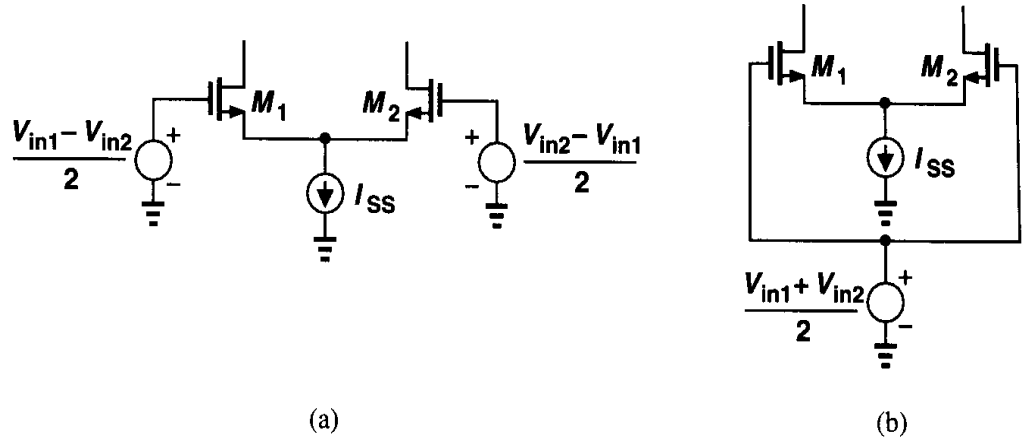 M1
M2
Vin1 − Vin2
2
+
−
ISS
+
−
Vin2 − Vin1
2
M1
M2
ISS
Vin1 + Vin2
2
+
−
(a)
(b)